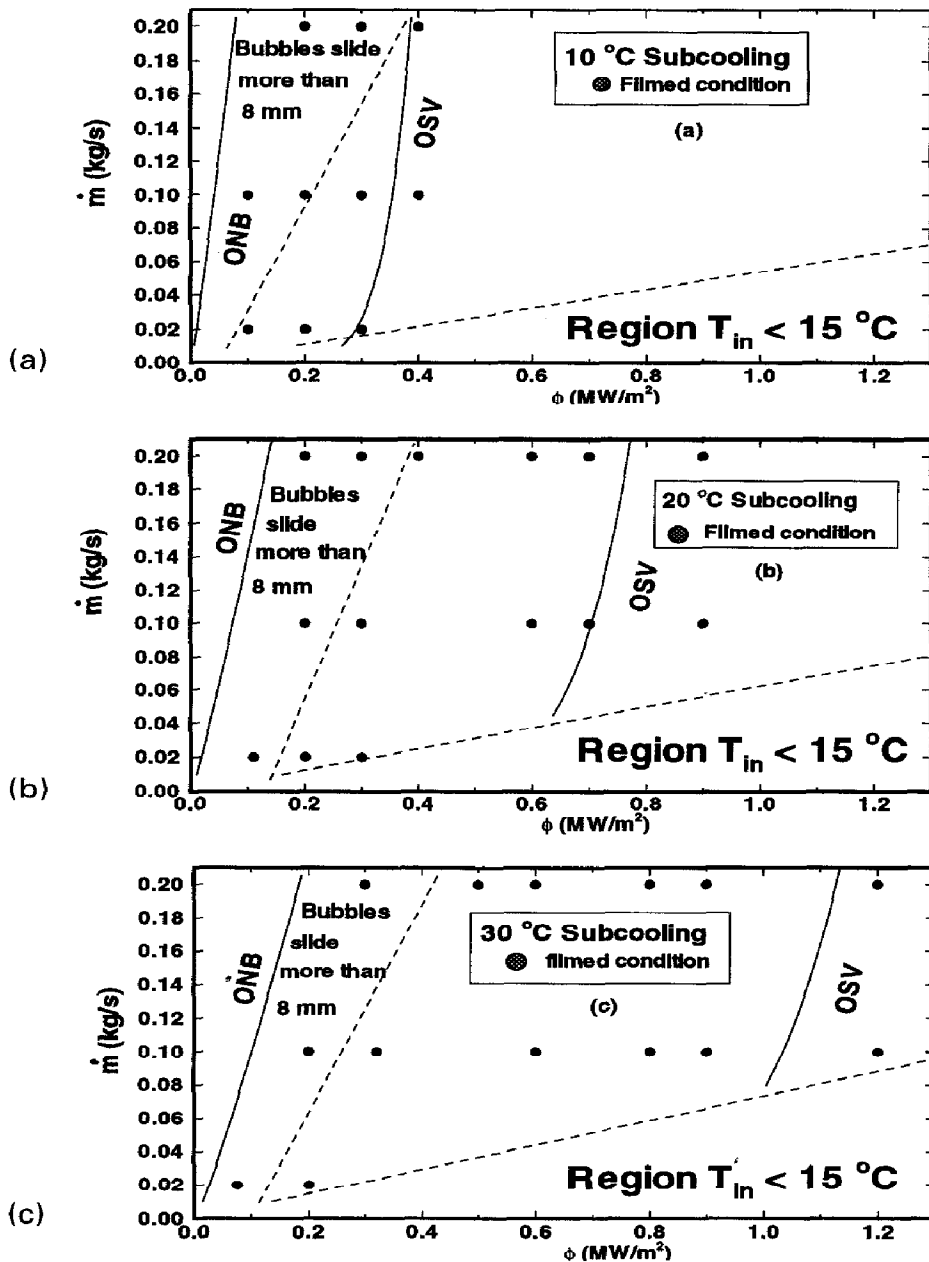 0.20
0.18
0.16
0.14
0.12
0.10
0.08
0.06
0.04
0.02
0.00
ṁ (kg/s)
Bubbles slide
more than
8 mm
ONB
OSV
10 °C Subcooling
Filmed condition
(a)
Region T_in < 15 °C
(a)
0.0 0.2 0.4 0.6 0.8 1.0 1.2
ϕ (MW/m²)
0.20
0.18
0.16
0.14
0.12
0.10
0.08
0.06
0.04
0.02
0.00
ṁ (kg/s)
ONB
Bubbles
slide
more than
8 mm
OSV
20 °C Subcooling
Filmed condition
(b)
Region T_in < 15 °C
(b)
0.0 0.2 0.4 0.6 0.8 1.0 1.2
ϕ (MW/m²)
0.20
0.18
0.16
0.14
0.12
0.10
0.08
0.06
0.04
0.02
0.00
ṁ (kg/s)
ONB
Bubbles
slide
more than
8 mm
OSV
30 °C Subcooling
filmed condition
(c)
Region T_in < 15 °C
(c)
0.0 0.2 0.4 0.6 0.8 1.0 1.2
ϕ (MW/m²)